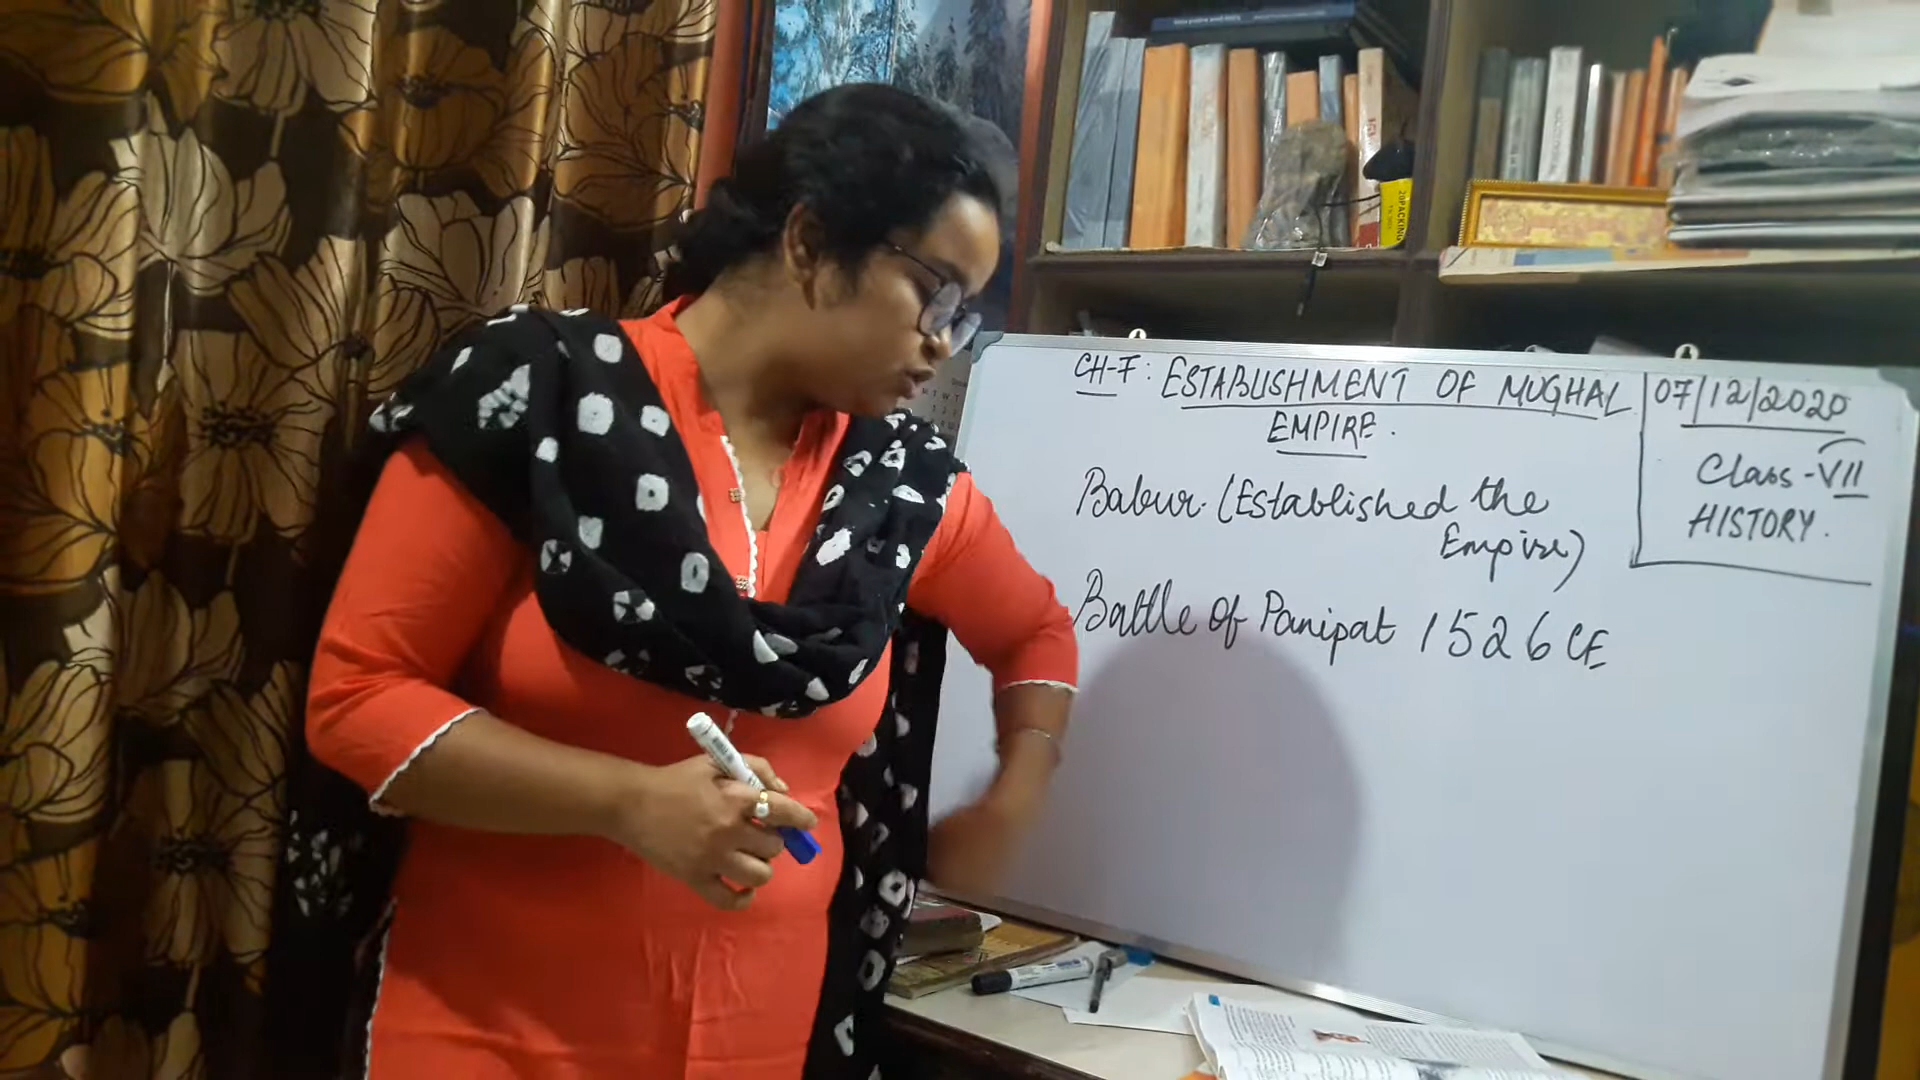 CH-7: ESTABLISHMENT OF MUGHAL
EMPIRE.
07/12/2020
Class-VII
HISTORY.
Babur. (Established the
Empire)
Battle of Panipat 1526 CE